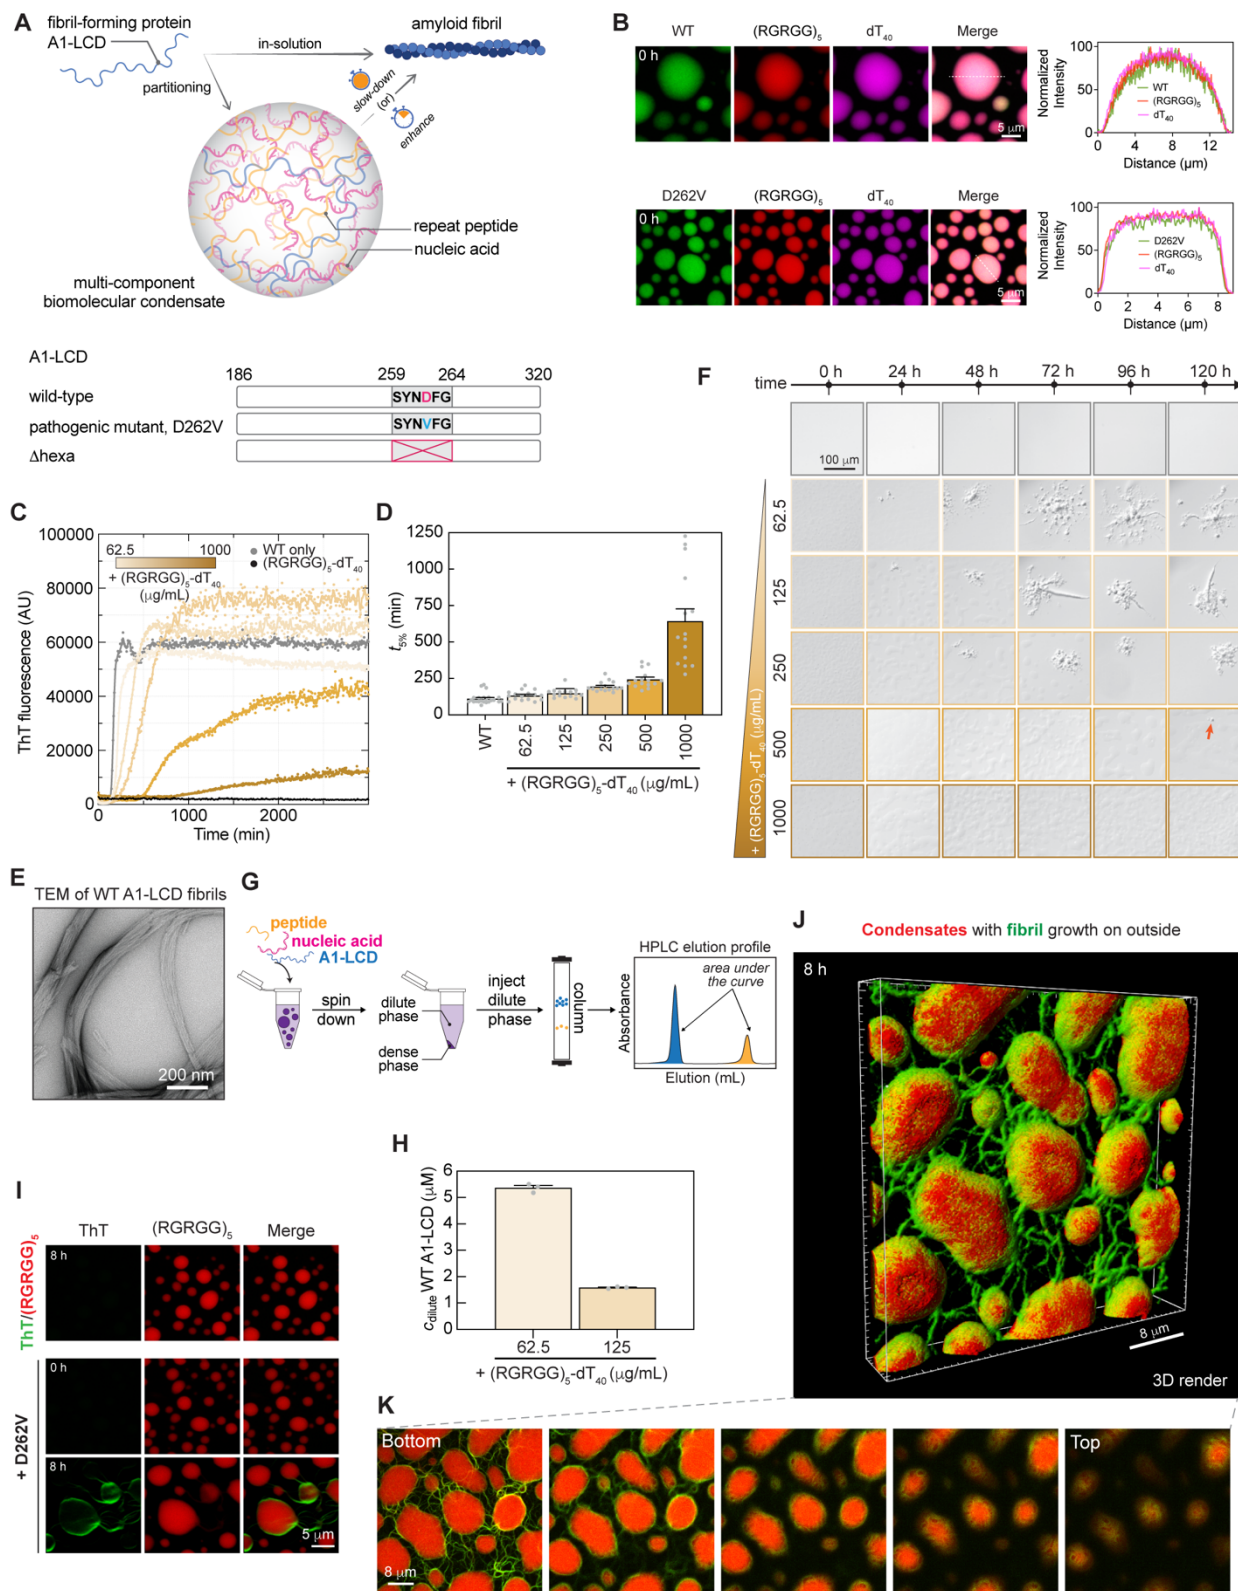 A
fibril-forming protein
A1-LCD
in-solution
amyloid fibril
partitioning
slow-down
(or)
enhance
repeat peptide
nucleic acid
multi-component
biomolecular condensate
A1-LCD
186 259 264 320
wild-type SYNDFG
pathogenic mutant, D262V SYNVFG
Δhexa
B
WT (RGRGG)₅ dT₄₀ Merge
0 h
5 μm
Normalized
Intensity
100
50
0
WT
(RGRGG)₅
dT₄₀
0 4 8 12
Distance (μm)
D262V (RGRGG)₅ dT₄₀ Merge
0 h
5 μm
Normalized
Intensity
100
50
0
D262V
(RGRGG)₅
dT₄₀
0 2 4 6 8
Distance (μm)
C
ThT fluorescence (AU)
100000
80000
60000
40000
20000
0
62.5 1000
+ (RGRGG)₅-dT₄₀
(μg/mL)
WT only
(RGRGG)₅-dT₄₀
0 1000 2000
Time (min)
D
t₅% (min)
1250
1000
750
500
250
0
WT 62.5 125 250 500 1000
+ (RGRGG)₅-dT₄₀ (μg/mL)
F
time 0 h 24 h 48 h 72 h 96 h 120 h
100 μm
62.5
125
250
500
1000
+ (RGRGG)₅-dT₄₀ (μg/mL)
E
TEM of WT A1-LCD fibrils
200 nm
G
peptide
nucleic acid
A1-LCD
spin
down
dilute
phase
dense
phase
inject
dilute
phase
column
HPLC elution profile
area under
the curve
Absorbance
Elution (mL)
H
c_dilute WT A1-LCD (μM)
6
5
4
3
2
1
0
62.5 125
+ (RGRGG)₅-dT₄₀ (μg/mL)
I
ThT (RGRGG)₅ Merge
ThT/(RGRGG)₅
8 h
+ D262V
0 h
8 h
5 μm
J
Condensates with fibril growth on outside
8 h
8 μm
3D render
K
Bottom
Top
8 μm